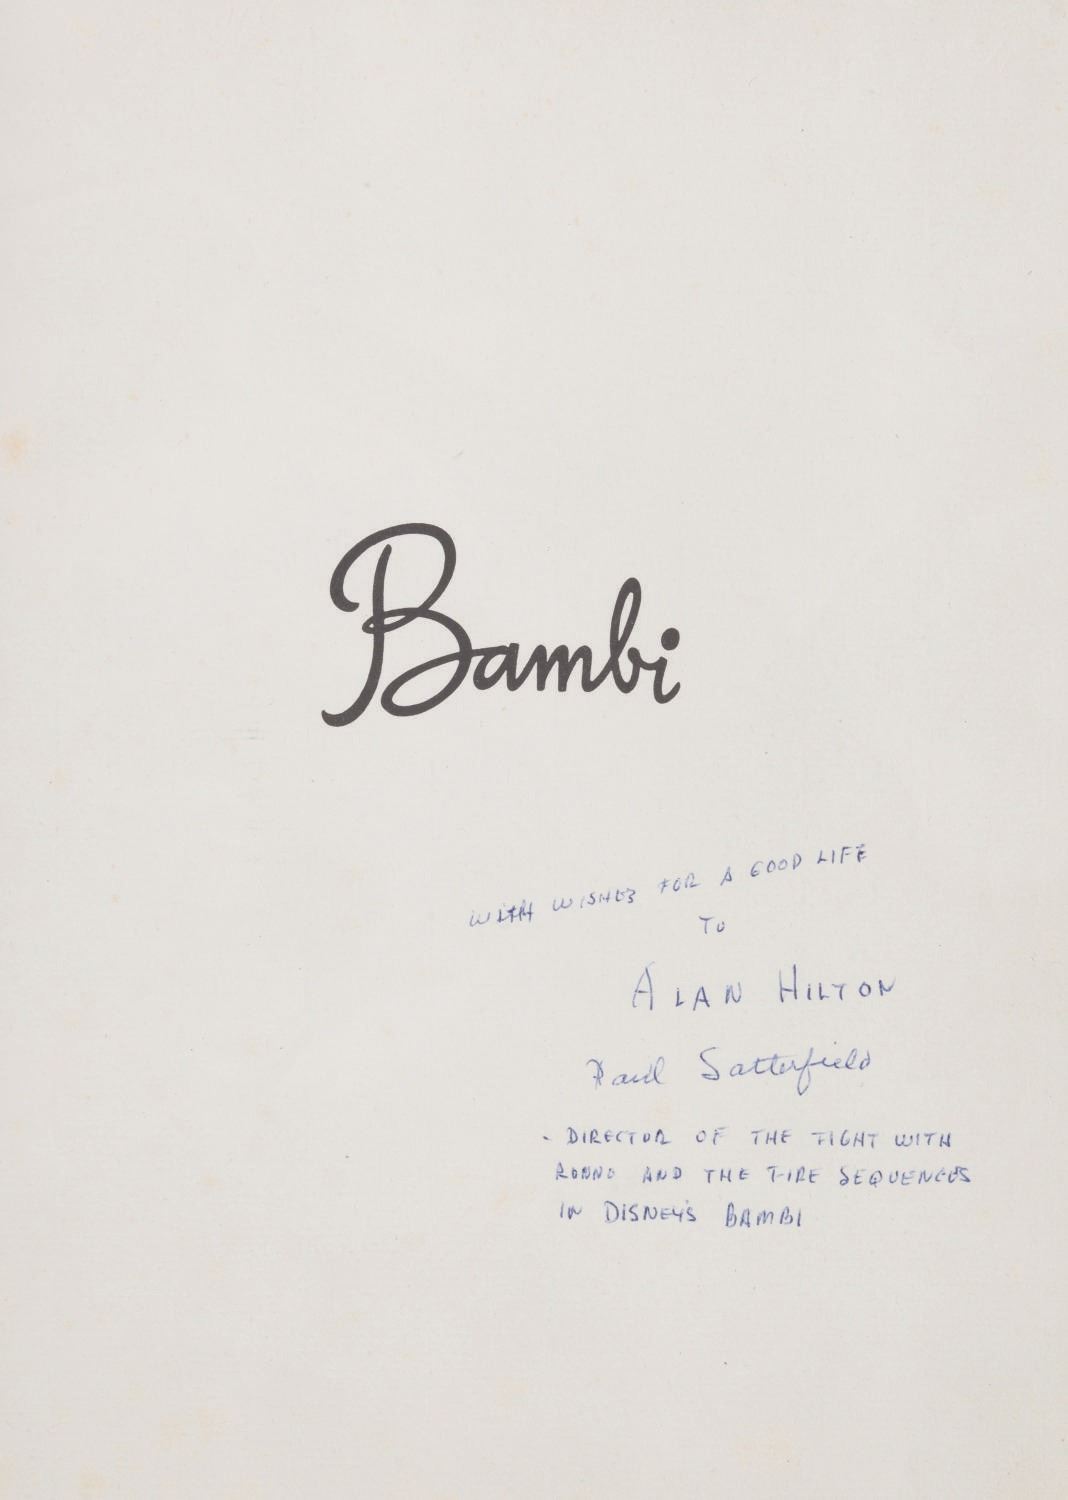 Bambi
WITH WISHES FOR A GOOD LIFE
TO
ALAN HILTON
Paul Satterfield
- DIRECTOR OF THE FIGHT WITH
RONNO AND THE FIRE SEQUENCES
IN DISNEY'S BAMBI